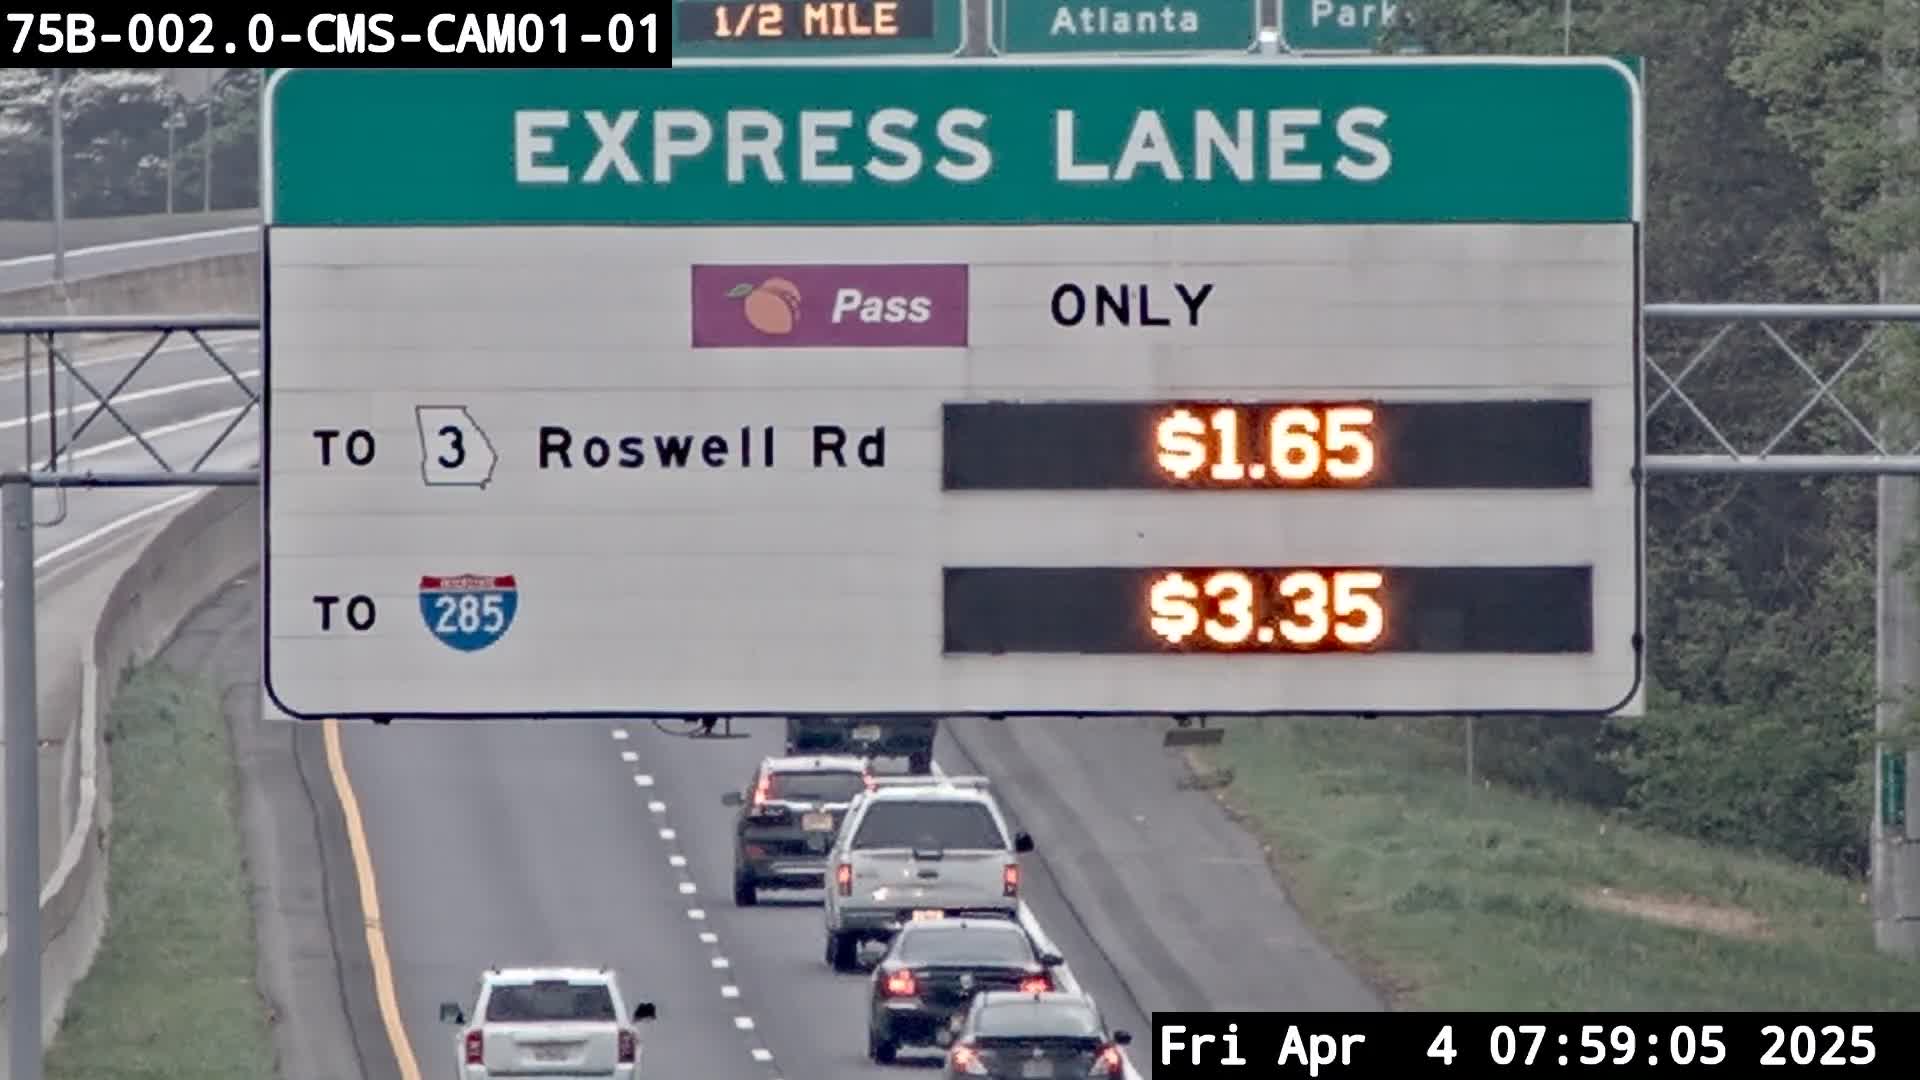 75B-002.0-CMS-CAM01-01
1/2 MILE
Atlanta
Park
EXPRESS LANES
Pass ONLY
TO 3 Roswell Rd $1.65
TO 285 $3.35
Fri Apr 4 07:59:05 2025